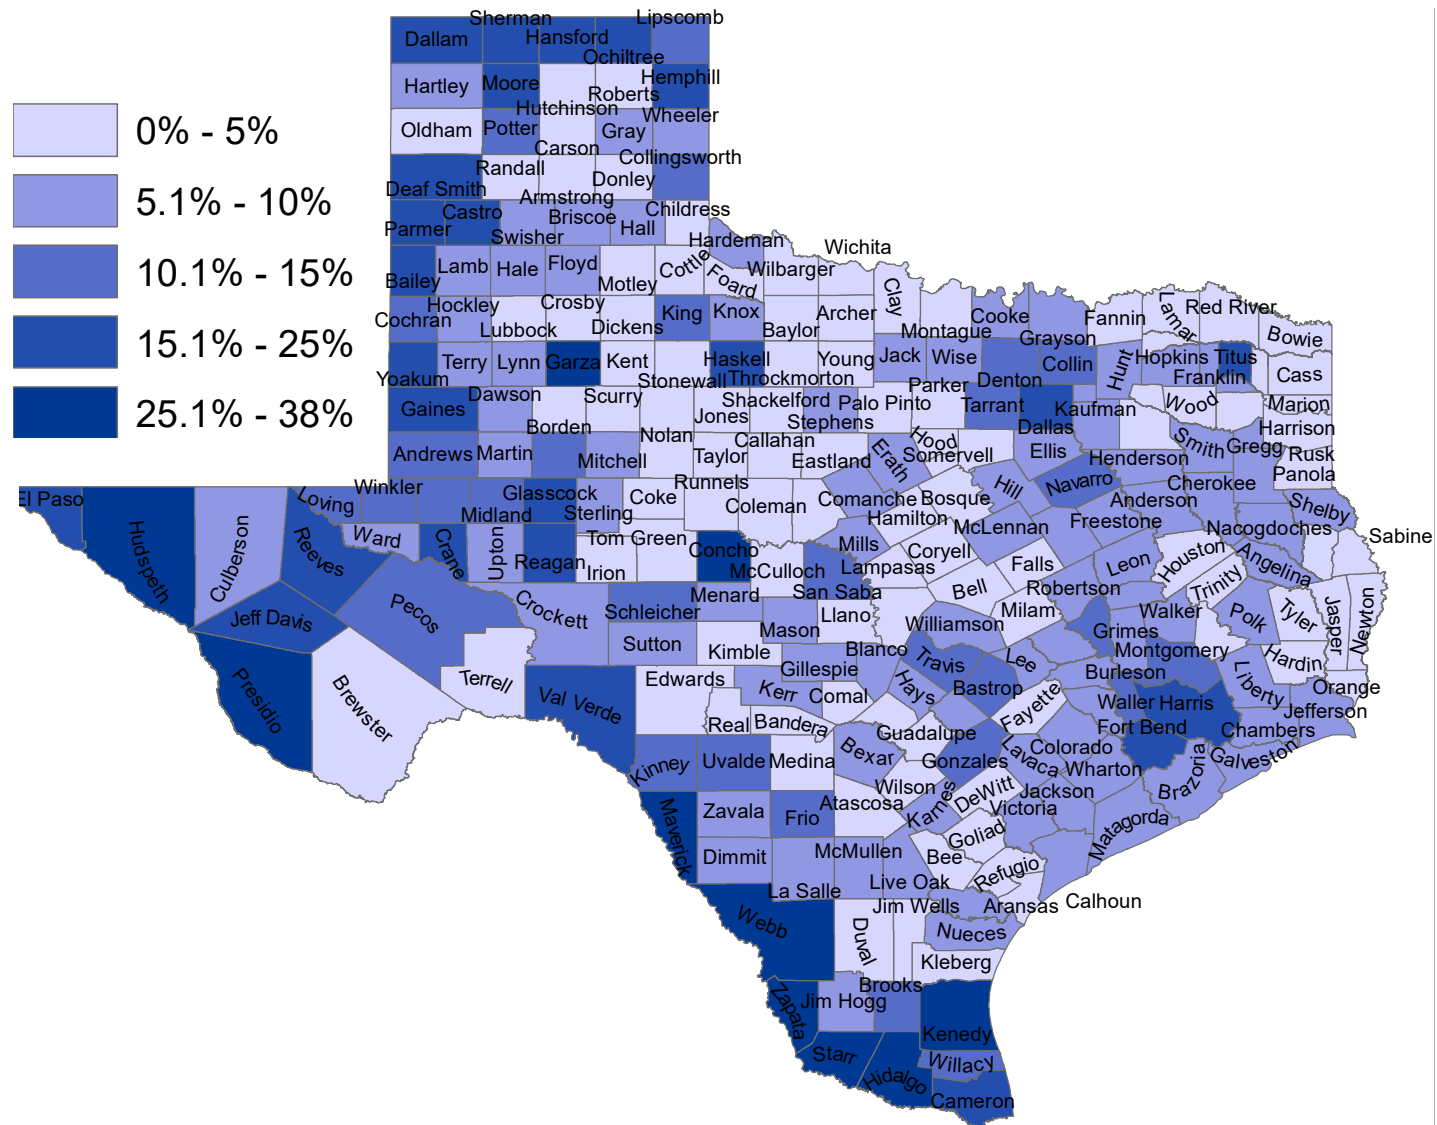 0% - 5%
5.1% - 10%
10.1% - 15%
15.1% - 25%
25.1% - 38%
Dallam
Sherman
Hansford
Ochiltree
Lipscomb
Hartley
Moore
Hutchinson
Roberts
Hemphill
Oldham
Potter
Carson
Gray
Wheeler
Deaf Smith
Randall
Armstrong
Donley
Collingsworth
Parmer
Castro
Swisher
Briscoe
Hall
Childress
Bailey
Lamb
Hale
Floyd
Motley
Cottle
Hardeman
Foard
Wilbarger
Wichita
Cochran
Hockley
Lubbock
Crosby
Dickens
King
Knox
Baylor
Archer
Clay
Montague
Cooke
Grayson
Fannin
Lamar
Red River
Bowie
Yoakum
Terry
Lynn
Garza
Kent
Stonewall
Haskell
Throckmorton
Young
Jack
Wise
Denton
Collin
Hunt
Hopkins
Franklin
Titus
Cass
Gaines
Dawson
Borden
Scurry
Nolan
Jones
Shackelford
Stephens
Palo Pinto
Parker
Tarrant
Dallas
Kaufman
Wood
Marion
Harrison
Andrews
Martin
Mitchell
Taylor
Callahan
Eastland
Erath
Hood
Somervell
Ellis
Henderson
Smith
Gregg
Rusk
Panola
El Paso
Hudspeth
Culberson
Reeves
Loving
Winkler
Ward
Crane
Midland
Glasscock
Sterling
Upton
Reagan
Coke
Runnels
Coleman
Comanche
Hamilton
Bosque
Hill
Navarro
Anderson
Cherokee
Shelby
Tom Green
Irion
Concho
McCulloch
Mills
San Saba
Lampasas
Coryell
McLennan
Freestone
Nacogdoches
Sabine
Jeff Davis
Pecos
Crockett
Schleicher
Menard
Mason
Llano
Bell
Falls
Milam
Robertson
Leon
Houston
Trinity
Angelina
Polk
Tyler
Jasper
Newton
Presidio
Brewster
Terrell
Val Verde
Sutton
Kimble
Gillespie
Blanco
Williamson
Travis
Bastrop
Lee
Burleson
Grimes
Walker
Montgomery
Liberty
Hardin
Orange
Jefferson
Edwards
Real
Kerr
Bandera
Comal
Hays
Guadalupe
Fayette
Colorado
Waller
Harris
Fort Bend
Chambers
Galveston
Kinney
Uvalde
Medina
Bexar
Wilson
Gonzales
Lavaca
Wharton
Brazoria
Matagorda
Maverick
Zavala
Frio
Atascosa
Karnes
DeWitt
Victoria
Jackson
Goliad
Dimmit
La Salle
McMullen
Live Oak
Bee
Refugio
Aransas
Calhoun
Webb
Duval
Jim Wells
Nueces
Kleberg
Zapata
Jim Hogg
Brooks
Kenedy
Starr
Hidalgo
Willacy
Cameron